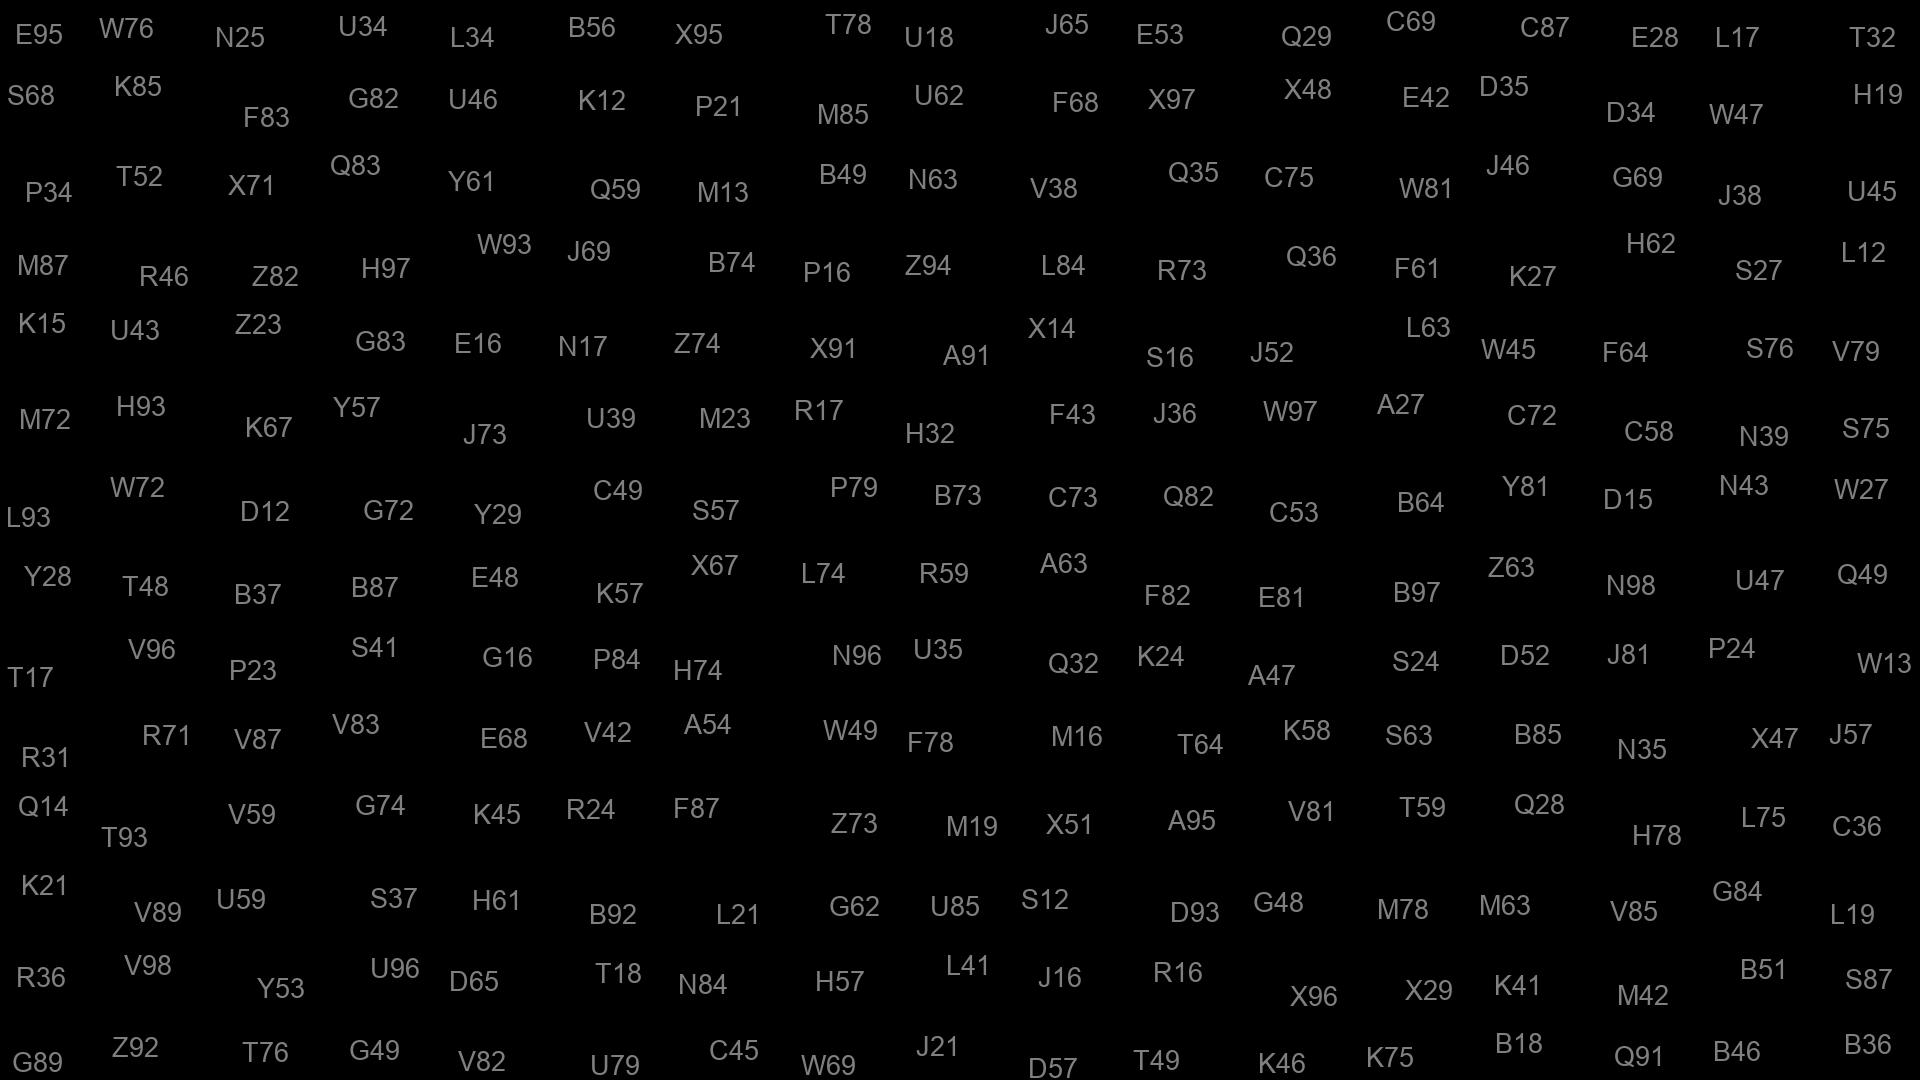 E95 W76 N25 U34 L34 B56 X95 T78 U18 J65 E53 Q29 C69 C87 E28 L17 T32
S68 K85 F83 G82 U46 K12 P21 M85 U62 F68 X97 X48 E42 D35 D34 W47 H19
P34 T52 X71 Q83 Y61 Q59 M13 B49 N63 V38 Q35 C75 W81 J46 G69 J38 U45
M87 R46 Z82 H97 W93 J69 B74 P16 Z94 L84 R73 Q36 F61 K27 H62 S27 L12
K15 U43 Z23 G83 E16 N17 Z74 X91 A91 X14 S16 J52 L63 W45 F64 S76 V79
M72 H93 K67 Y57 J73 U39 M23 R17 H32 F43 J36 W97 A27 C72 C58 N39 S75
L93 W72 D12 G72 Y29 C49 S57 P79 B73 C73 Q82 C53 B64 Y81 D15 N43 W27
Y28 T48 B37 B87 E48 K57 X67 L74 R59 A63 F82 E81 B97 Z63 N98 U47 Q49
T17 V96 P23 S41 G16 P84 H74 N96 U35 Q32 K24 A47 S24 D52 J81 P24 W13
R31 R71 V87 V83 E68 V42 A54 W49 F78 M16 T64 K58 S63 B85 N35 X47 J57
Q14 T93 V59 G74 K45 R24 F87 Z73 M19 X51 A95 V81 T59 Q28 H78 L75 C36
K21 V89 U59 S37 H61 B92 L21 G62 U85 S12 D93 G48 M78 M63 V85 G84 L19
R36 V98 Y53 U96 D65 T18 N84 H57 L41 J16 R16 X96 X29 K41 M42 B51 S87
G89 Z92 T76 G49 V82 U79 C45 W69 J21 D57 T49 K46 K75 B18 Q91 B46 B36